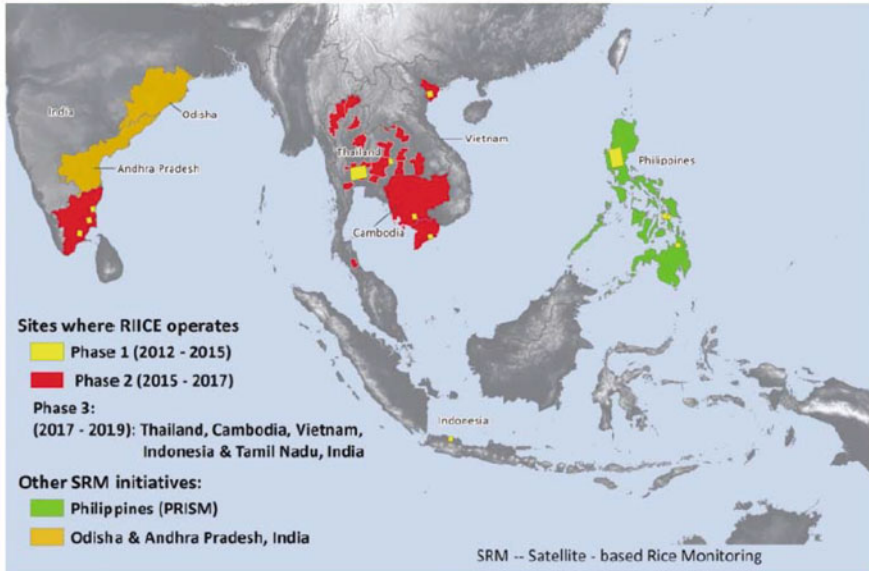 India
Odisha
Andhra Pradesh
Thailand
Vietnam
Cambodia
Philippines
Indonesia
Sites where RIICE operates
Phase 1 (2012 - 2015)
Phase 2 (2015 - 2017)
Phase 3:
(2017 - 2019): Thailand, Cambodia, Vietnam,
Indonesia & Tamil Nadu, India
Other SRM initiatives:
Philippines (PRISM)
Odisha & Andhra Pradesh, India
SRM -- Satellite - based Rice Monitoring